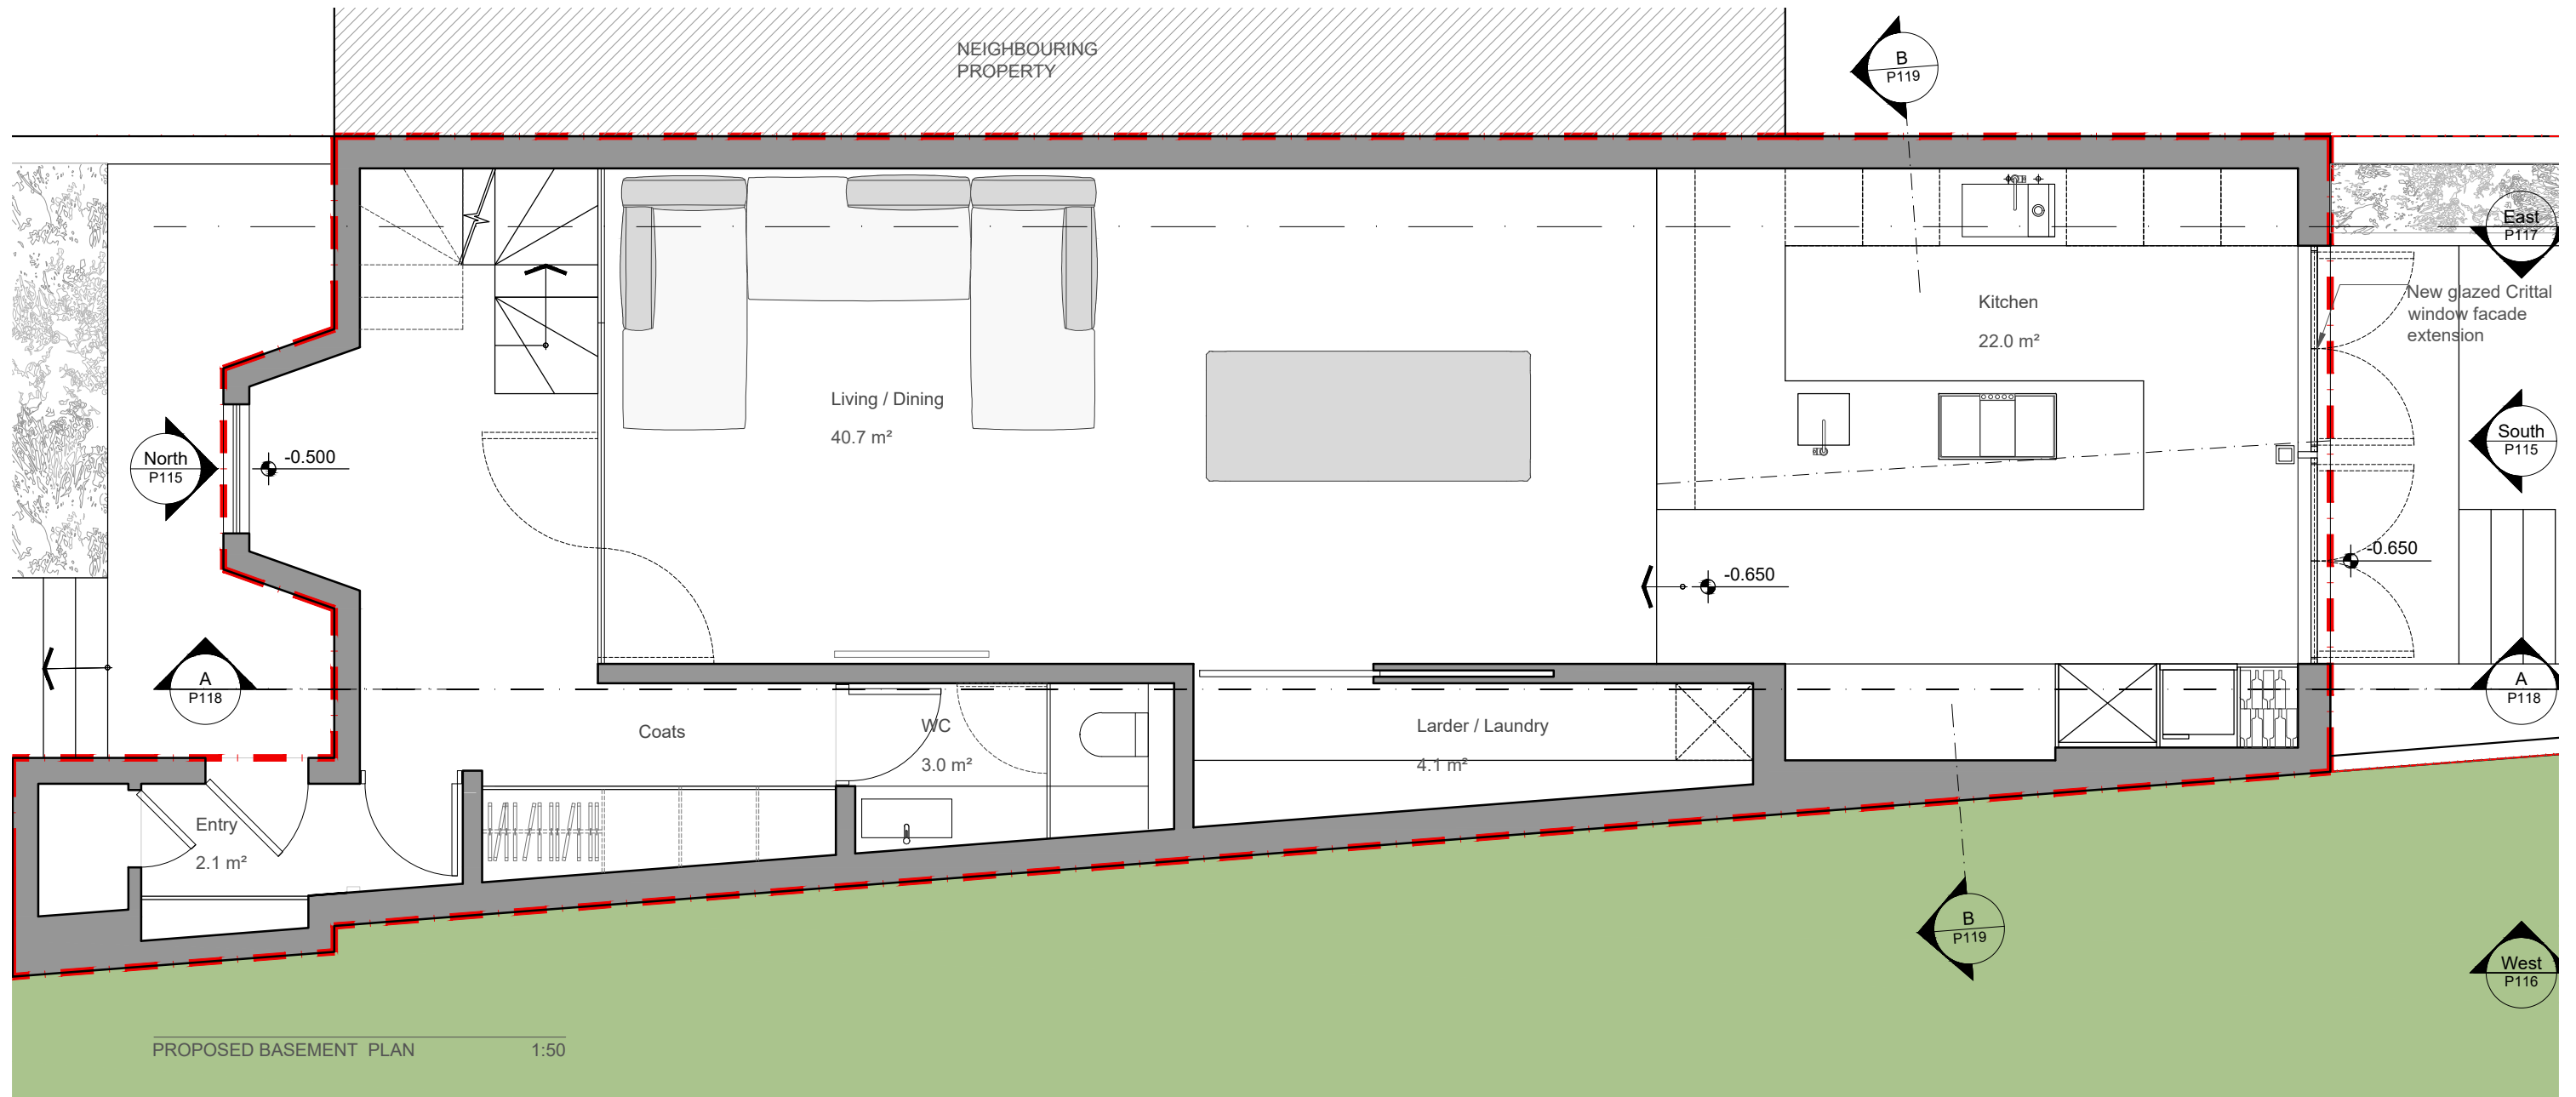 NEIGHBOURING
PROPERTY
B
P119
East
P117
New glazed Crittal
window facade
extension
Kitchen
22.0 m²
Living / Dining
40.7 m²
North
P115
-0.500
South
P115
-0.650
-0.650
A
P118
A
P118
Coats
WC
3.0 m²
Larder / Laundry
4.1 m²
Entry
2.1 m²
B
P119
West
P116
PROPOSED BASEMENT PLAN 1:50